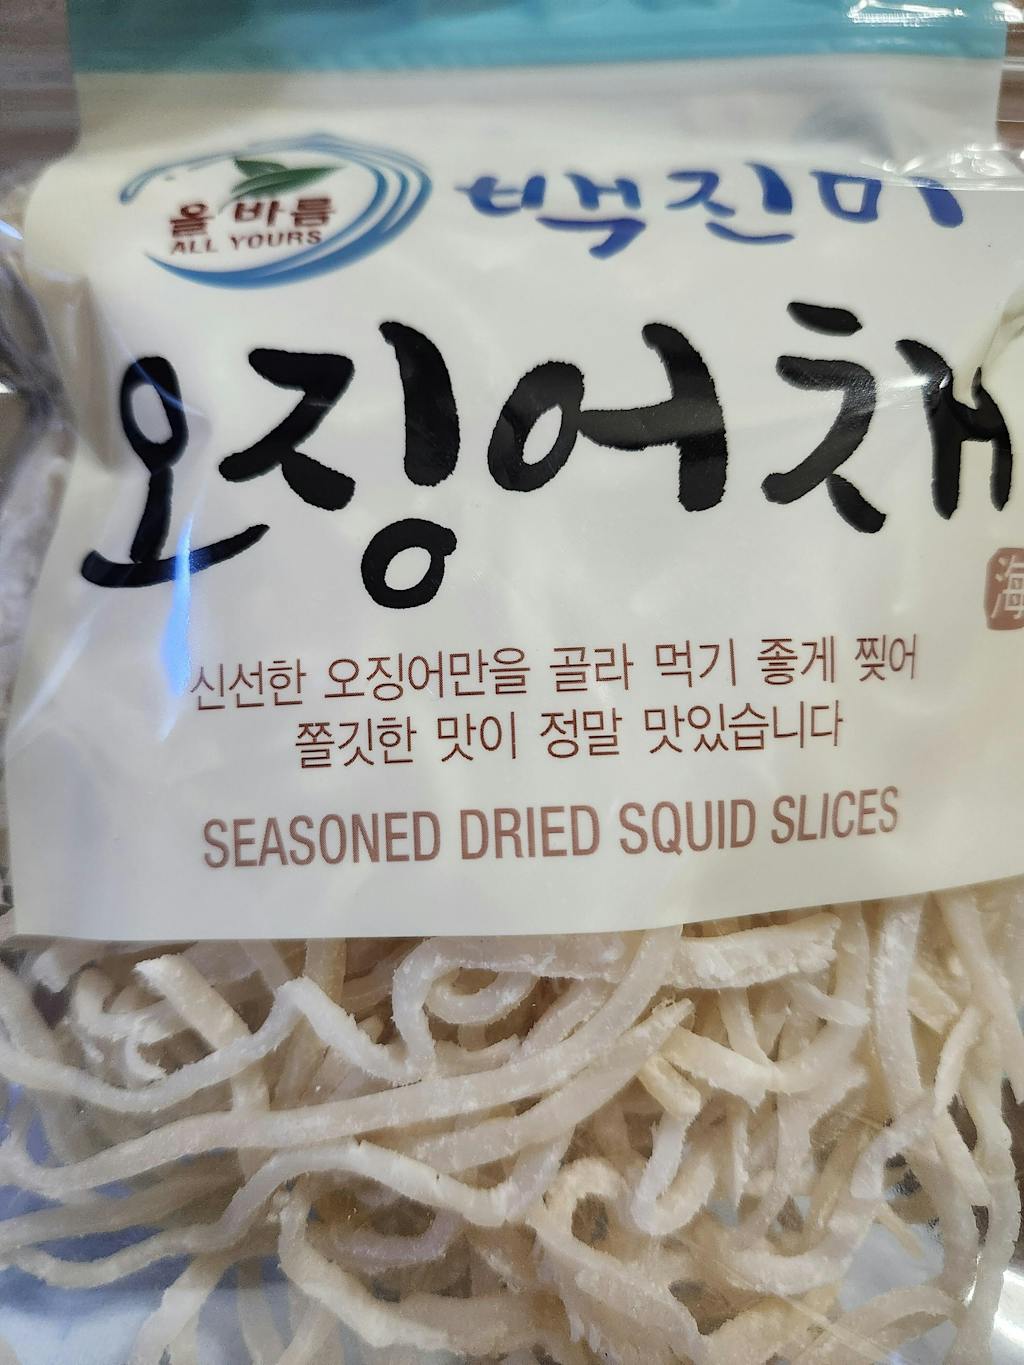 올바름
ALL YOURS
백진미
오징어채
海
신선한 오징어만을 골라 먹기 좋게 찢어
쫄깃한 맛이 정말 맛있습니다
SEASONED DRIED SQUID SLICES